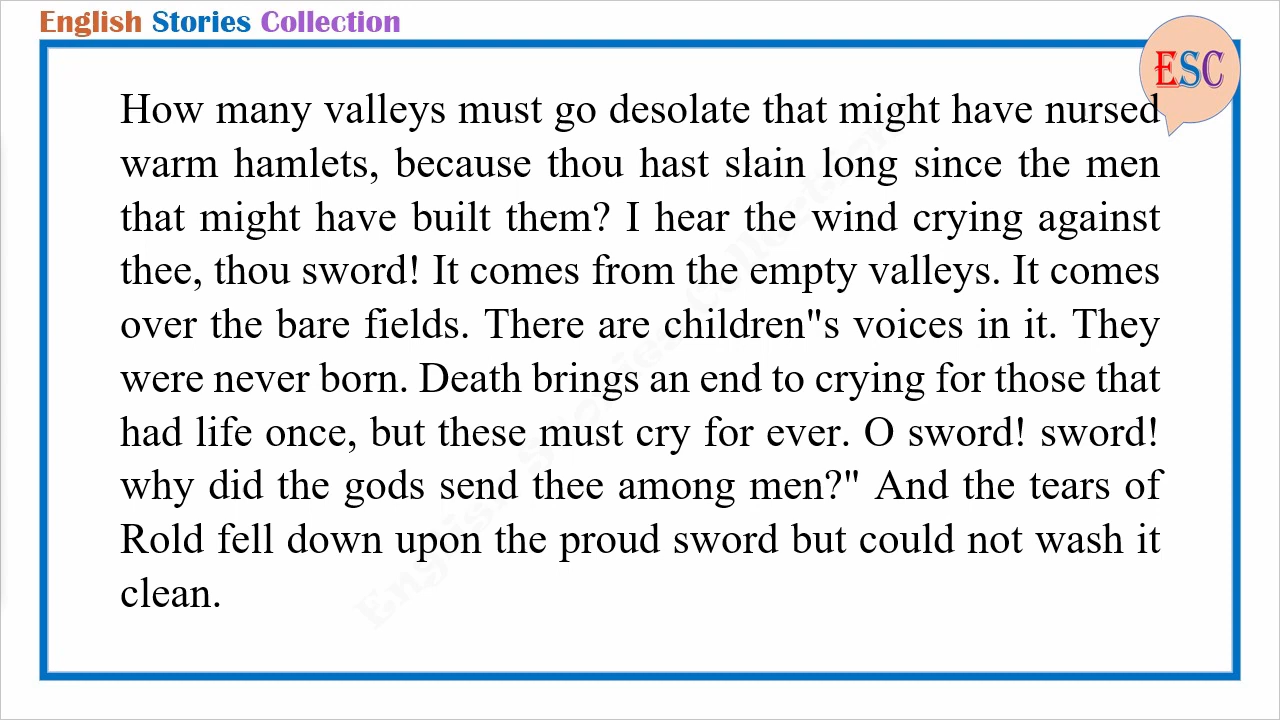 English Stories Collection
ESC
How many valleys must go desolate that might have nursed
warm hamlets, because thou hast slain long since the men
that might have built them? I hear the wind crying against
thee, thou sword! It comes from the empty valleys. It comes
over the bare fields. There are children"s voices in it. They
were never born. Death brings an end to crying for those that
had life once, but these must cry for ever. O sword! sword!
why did the gods send thee among men?" And the tears of
Rold fell down upon the proud sword but could not wash it
clean.
English Stories Collection